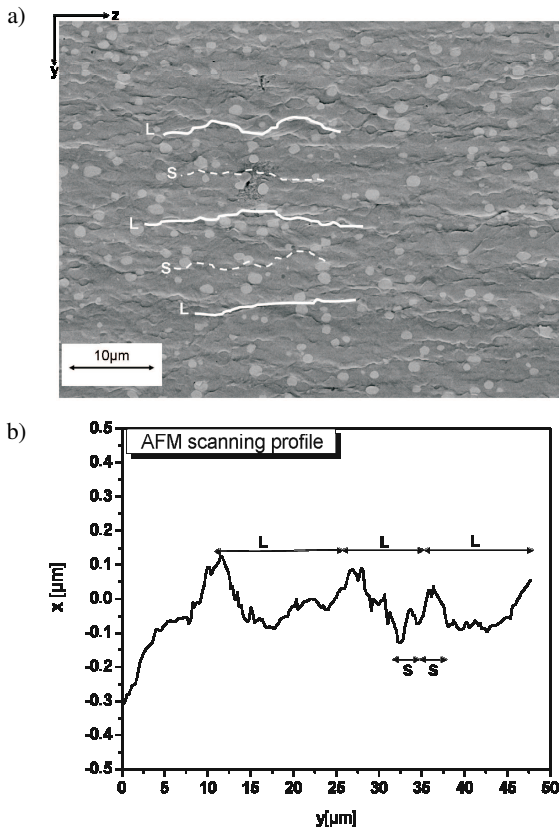 a)
z
y
L
S
L
S
L
10µm
b)
AFM scanning profile
0.5
0.4
0.3
0.2
0.1
0.0
-0.1
-0.2
-0.3
-0.4
-0.5
x [µm]
L L L
s s
0 5 10 15 20 25 30 35 40 45 50
y[µm]